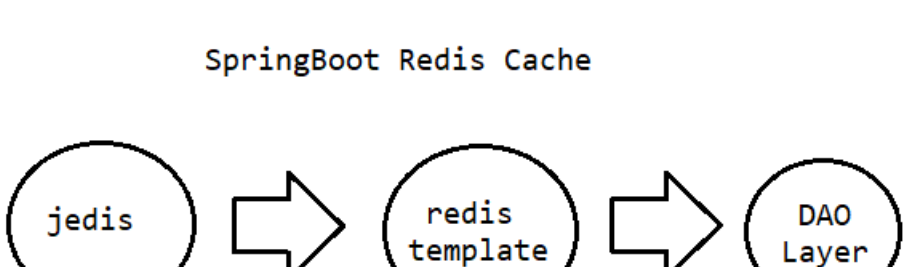 SpringBoot Redis Cache
jedis
redis
template
DAO
Layer